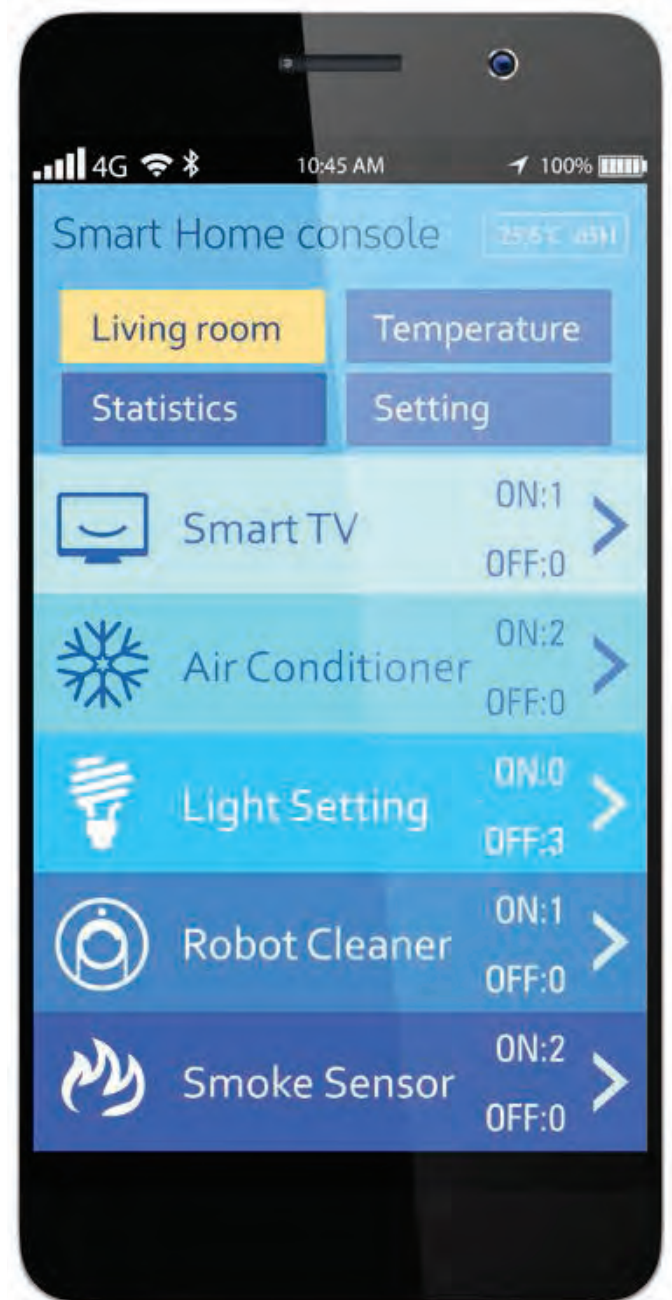 4G 10:45 AM 100%
Smart Home console
Living room Temperature
Statistics Setting
Smart TV
ON:1
OFF:0
Air Conditioner
ON:2
OFF:0
Light Setting
ON:0
OFF:3
Robot Cleaner
ON:1
OFF:0
Smoke Sensor
ON:2
OFF:0